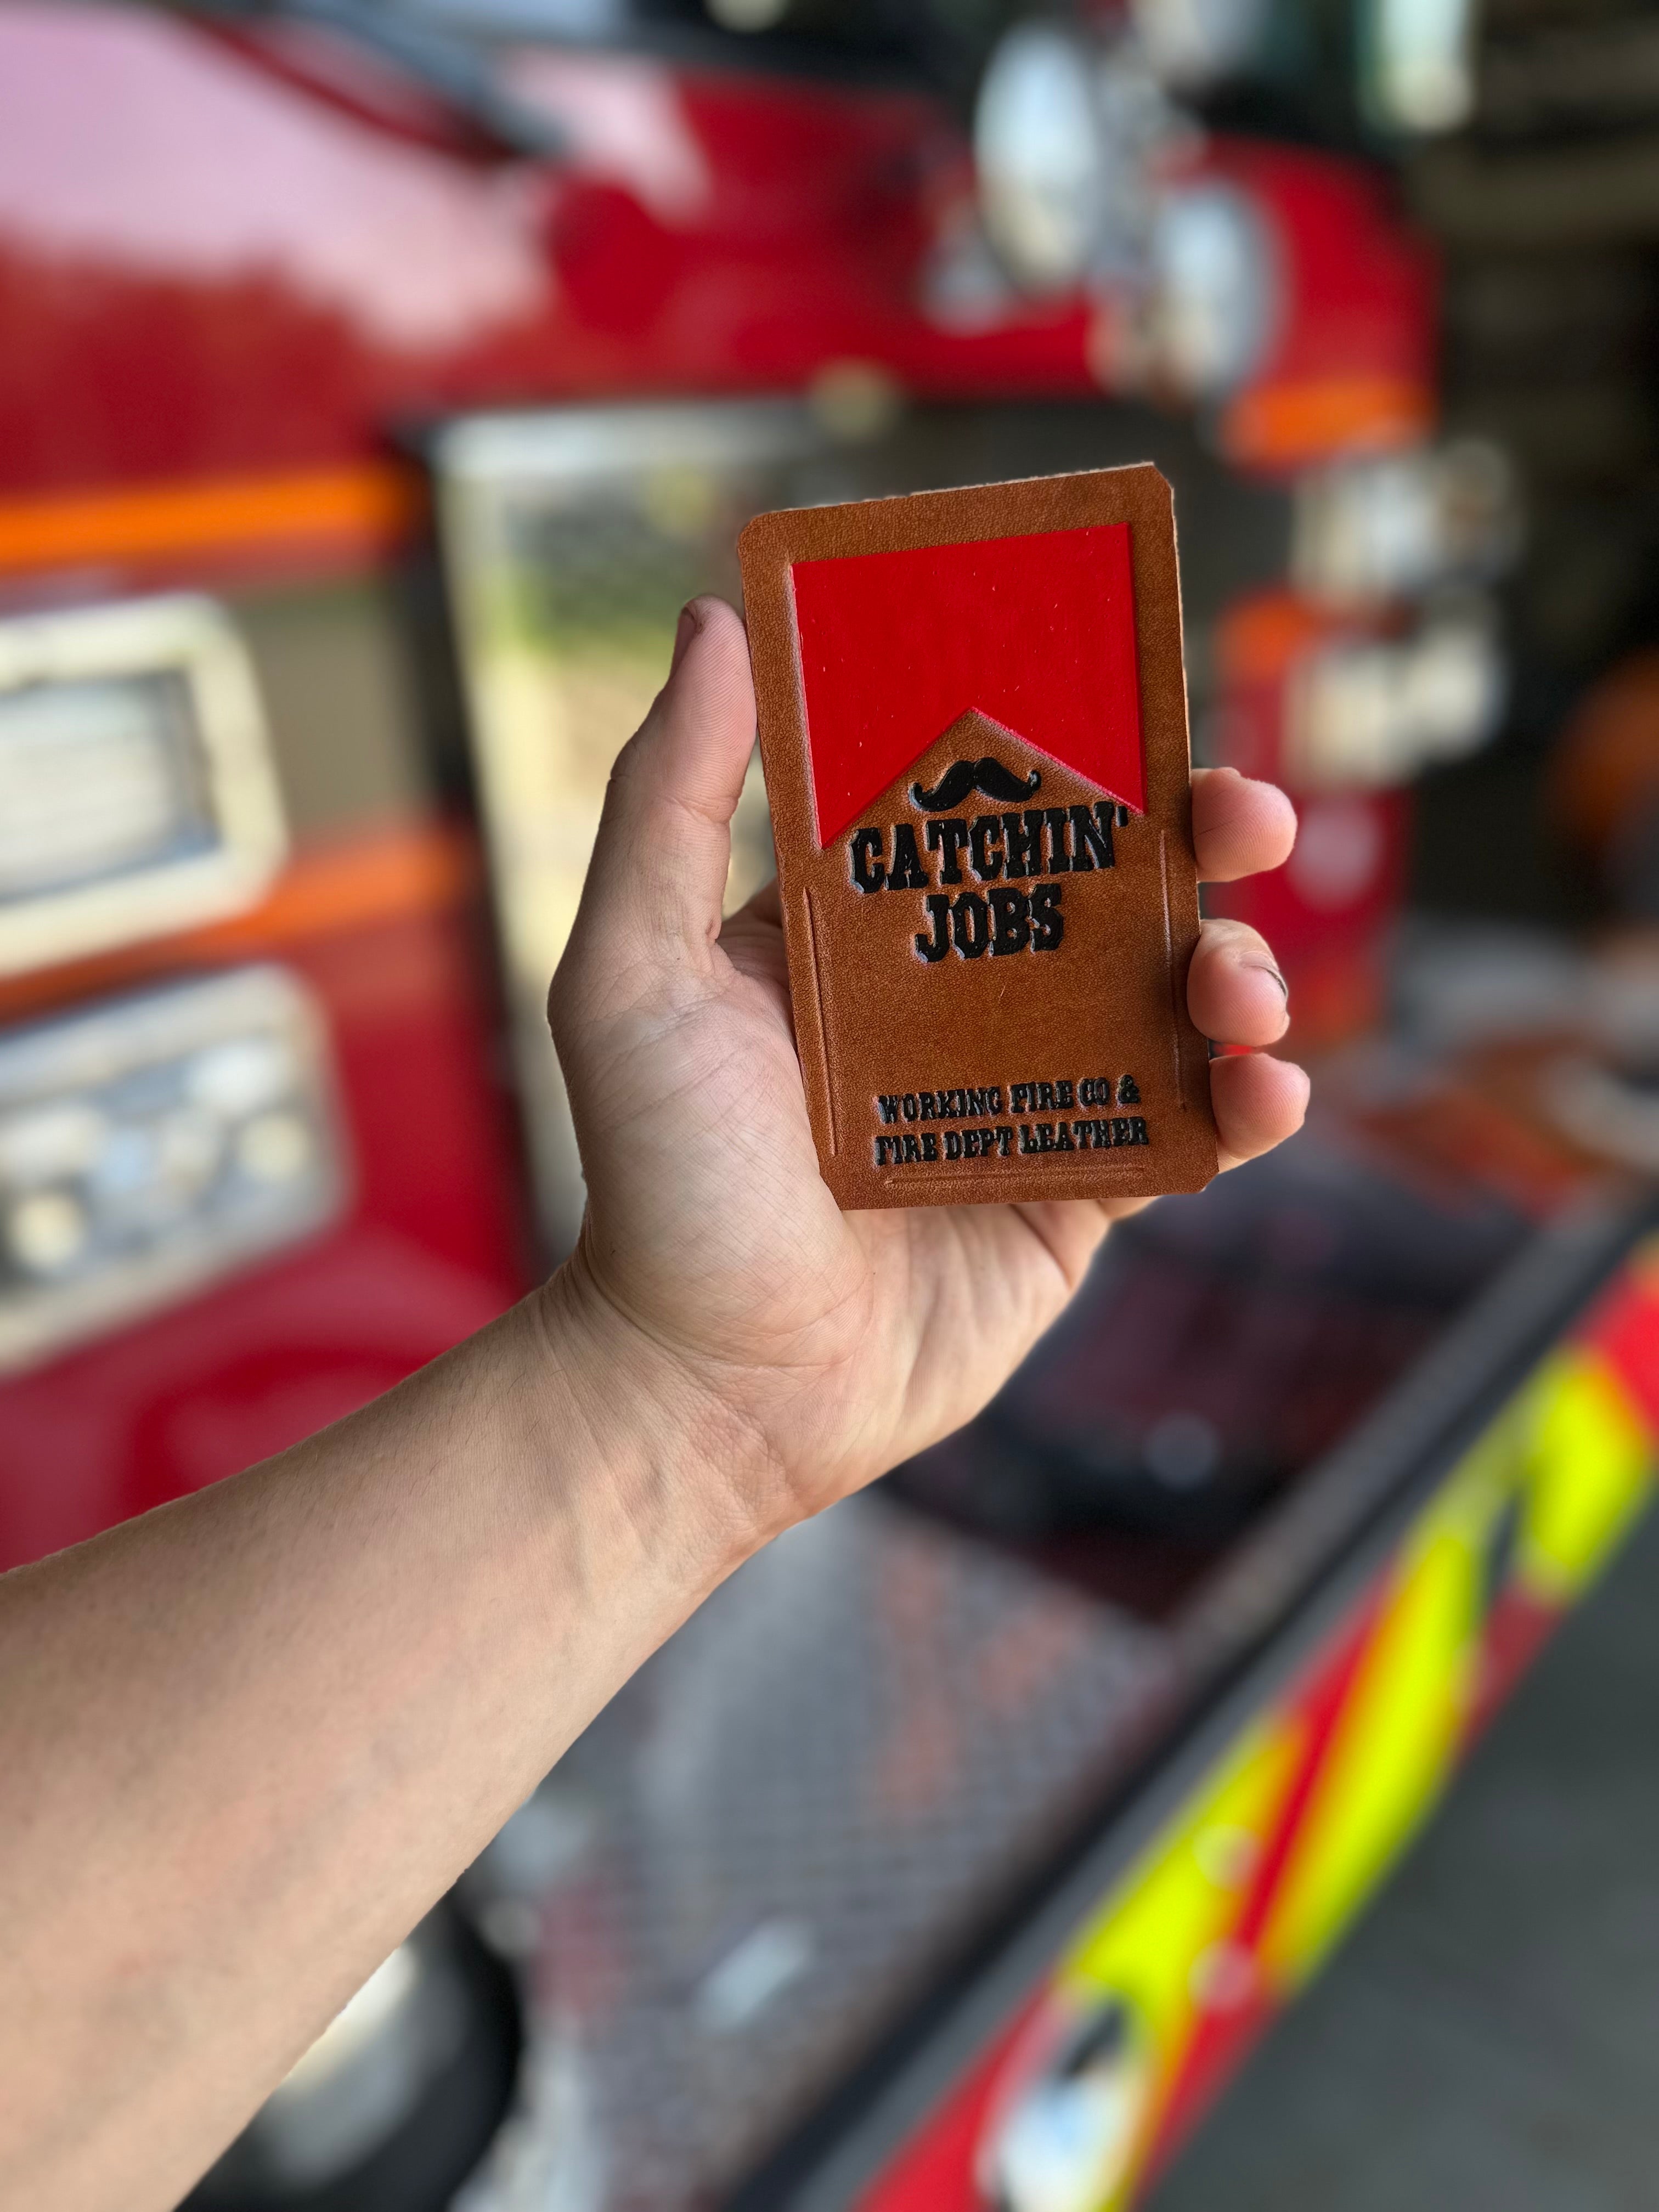 CATCHIN'
JOBS
WORKING FIRE CO &
FIRE DEPT LEATHER